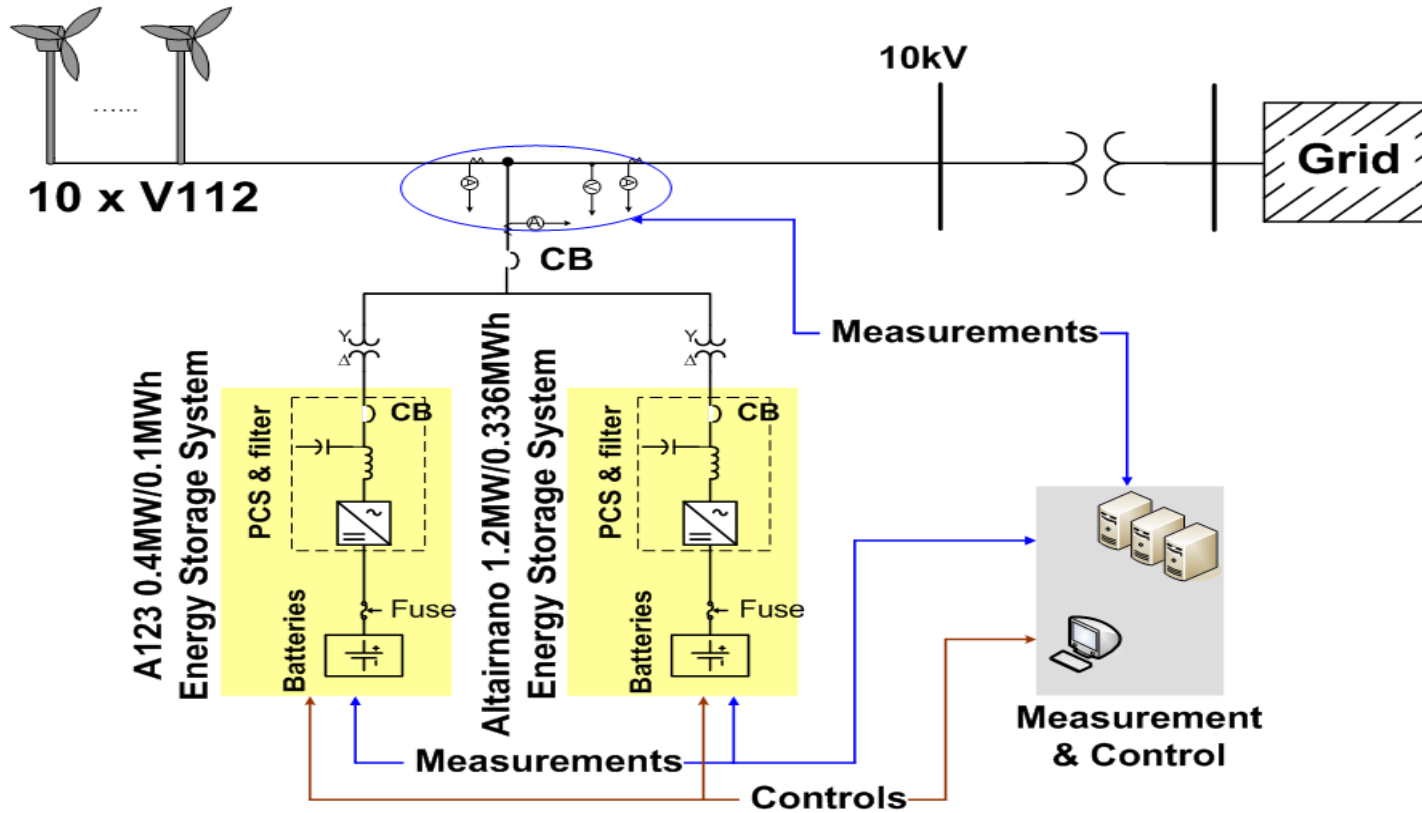 10kV
Grid
10 x V112
CB
Measurements
A123 0.4MW/0.1MWh
Energy Storage System
Y
Δ
PCS & filter
CB
~
Batteries
Fuse
Altairnano 1.2MW/0.336MWh
Energy Storage System
Y
Δ
PCS & filter
CB
~
Batteries
Fuse
A
A
V
A
Measurement
& Control
Measurements
Controls